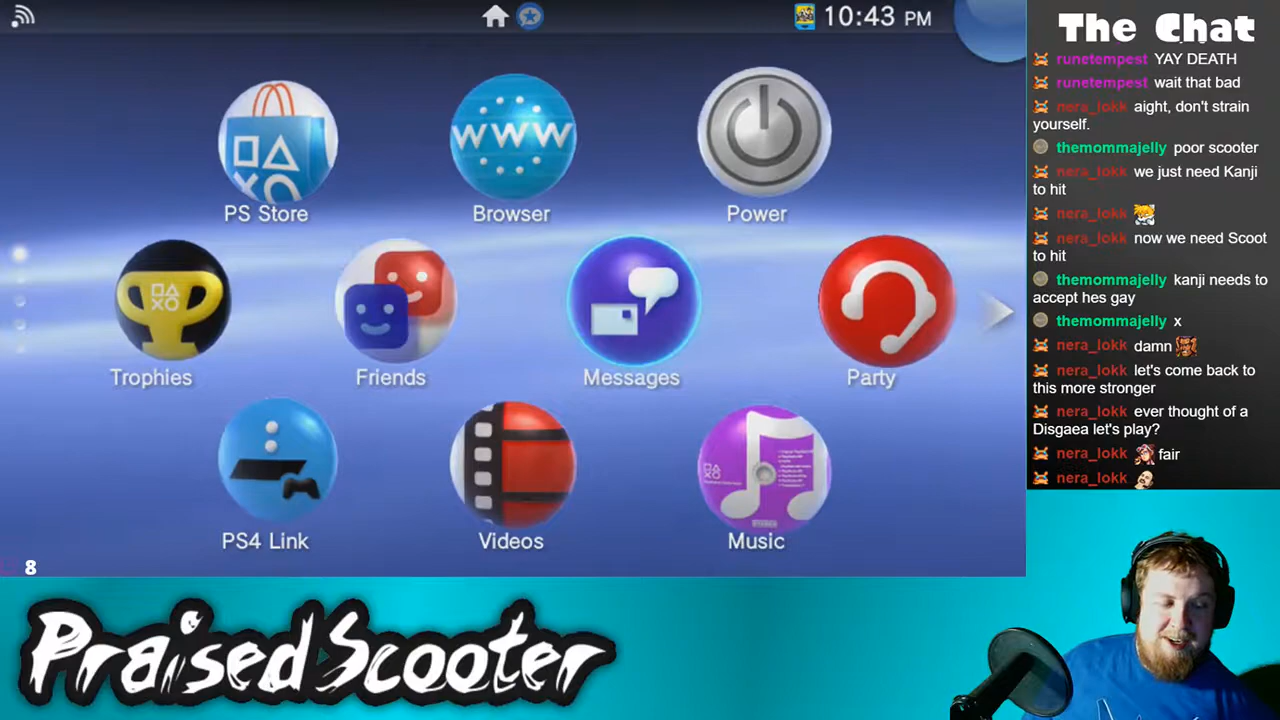 10:43 PM
PS Store
WWW
Browser
Power
Trophies
Friends
Messages
Party
PS4 Link
Videos
Music
8
PraisedScooter
The Chat
runetempest YAY DEATH
runetempest wait that bad
nera_lokk aight, don't strain
yourself.
themommajelly poor scooter
nera_lokk we just need Kanji
to hit
nera_lokk
nera_lokk now we need Scoot
to hit
themommajelly kanji needs to
accept hes gay
themommajelly x
nera_lokk damn
nera_lokk let's come back to
this more stronger
nera_lokk ever thought of a
Disgaea let's play?
nera_lokk fair
nera_lokk